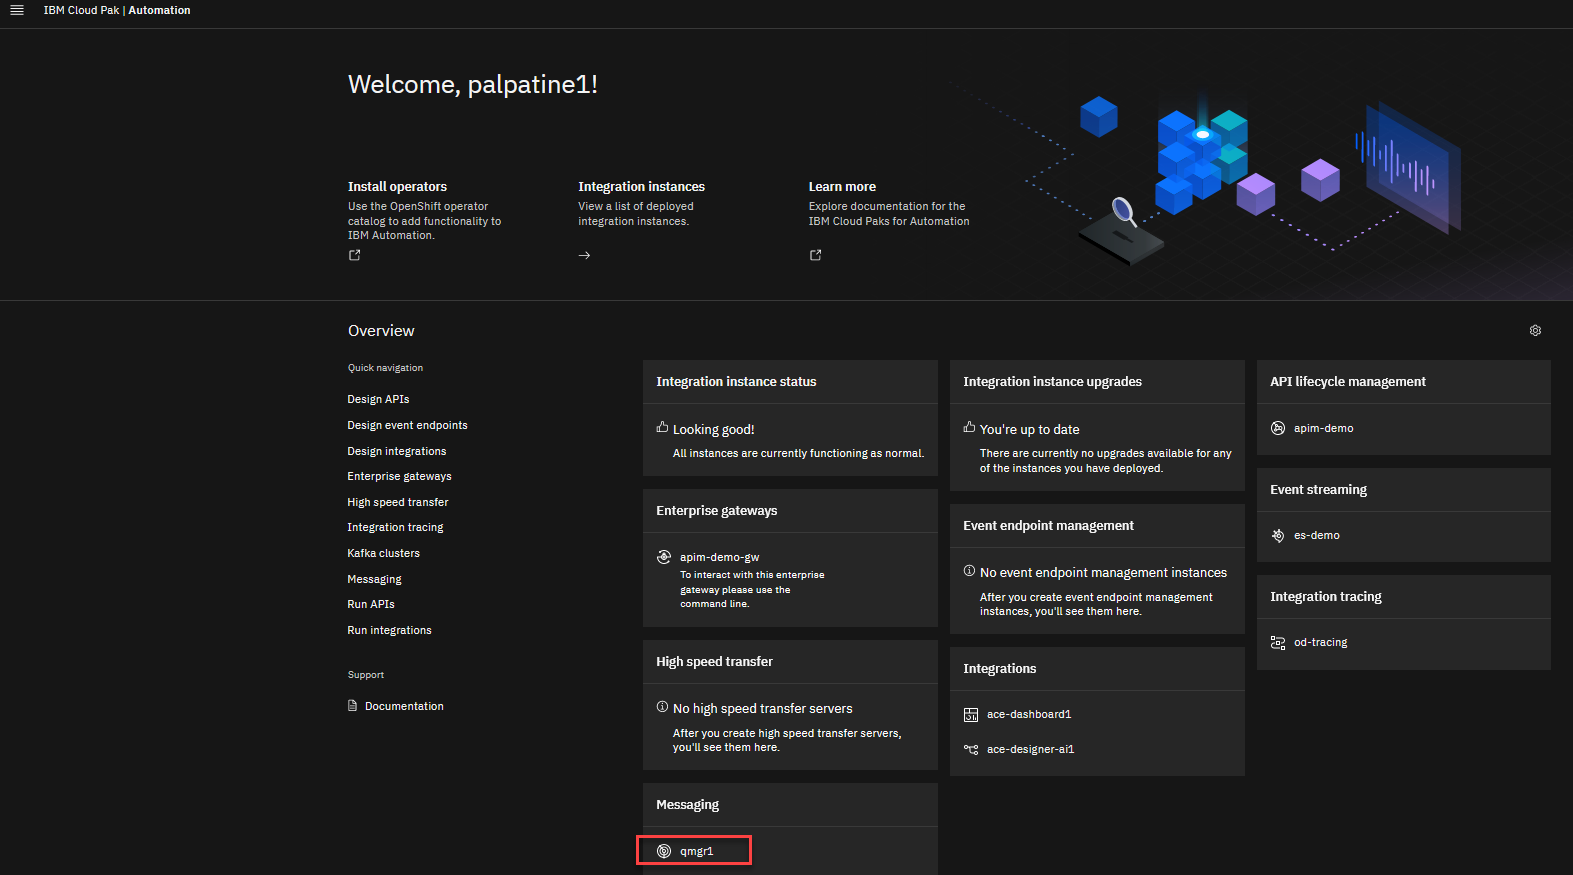 IBM Cloud Pak | Automation
Welcome, palpatine1!
Install operators
Use the OpenShift operator
catalog to add functionality to
IBM Automation.
Integration instances
View a list of deployed
integration instances.
Learn more
Explore documentation for the
IBM Cloud Paks for Automation
Overview
Quick navigation
Design APIs
Design event endpoints
Design integrations
Enterprise gateways
High speed transfer
Integration tracing
Kafka clusters
Messaging
Run APIs
Run integrations
Support
Documentation
Integration instance status
Looking good!
All instances are currently functioning as normal.
Enterprise gateways
apim-demo-gw
To interact with this enterprise
gateway please use the
command line.
High speed transfer
No high speed transfer servers
After you create high speed transfer servers,
you'll see them here.
Messaging
qmgr1
Integration instance upgrades
You're up to date
There are currently no upgrades available for any
of the instances you have deployed.
Event endpoint management
No event endpoint management instances
After you create event endpoint management
instances, you'll see them here.
Integrations
ace-dashboard1
ace-designer-ai1
API lifecycle management
apim-demo
Event streaming
es-demo
Integration tracing
od-tracing